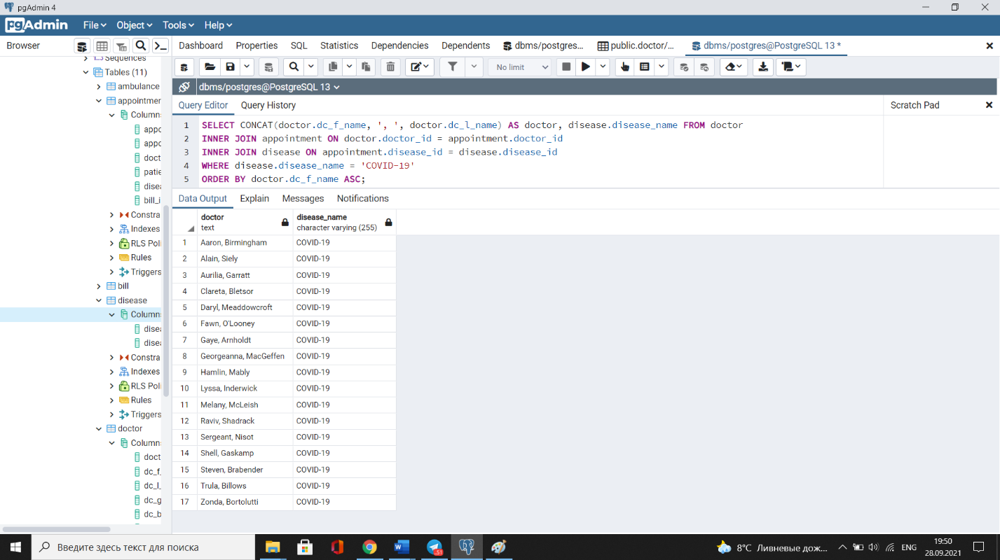 pgAdmin 4
pgAdmin File Object Tools Help
Browser Dashboard Properties SQL Statistics Dependencies Dependents dbms/postgres... public.doctor/... dbms/postgres@PostgreSQL 13 *
Sequences
Tables (11)
ambulance
appointmen
Column
appo
appo
doct
patie
disea
bill_i
Constra
Indexes
RLS Poli
Rules
Triggers
bill
disease
Column
disea
disea
Constra
Indexes
RLS Poli
Rules
Triggers
doctor
Column
doct
dc_f_
dc_l_
dc_g
dc_b
No limit
dbms/postgres@PostgreSQL 13
Query Editor Query History Scratch Pad
1 SELECT CONCAT(doctor.dc_f_name, ', ', doctor.dc_l_name) AS doctor, disease.disease_name FROM doctor
2 INNER JOIN appointment ON doctor.doctor_id = appointment.doctor_id
3 INNER JOIN disease ON appointment.disease_id = disease.disease_id
4 WHERE disease.disease_name = 'COVID-19'
5 ORDER BY doctor.dc_f_name ASC;
Data Output Explain Messages Notifications
doctor disease_name
text character varying (255)
1 Aaron, Birmingham COVID-19
2 Alain, Siely COVID-19
3 Aurilia, Garratt COVID-19
4 Clareta, Bletsor COVID-19
5 Daryl, Meaddowcroft COVID-19
6 Fawn, O'Looney COVID-19
7 Gaye, Arnholdt COVID-19
8 Georgeanna, MacGeffen COVID-19
9 Hamlin, Mably COVID-19
10 Lyssa, Inderwick COVID-19
11 Melany, McLeish COVID-19
12 Raviv, Shadrack COVID-19
13 Sergeant, Nisot COVID-19
14 Shell, Gaskamp COVID-19
15 Steven, Brabender COVID-19
16 Trula, Billows COVID-19
17 Zonda, Bortolutti COVID-19
Введите здесь текст для поиска
8°C Ливневые дож... ENG
19:50
28.09.2021